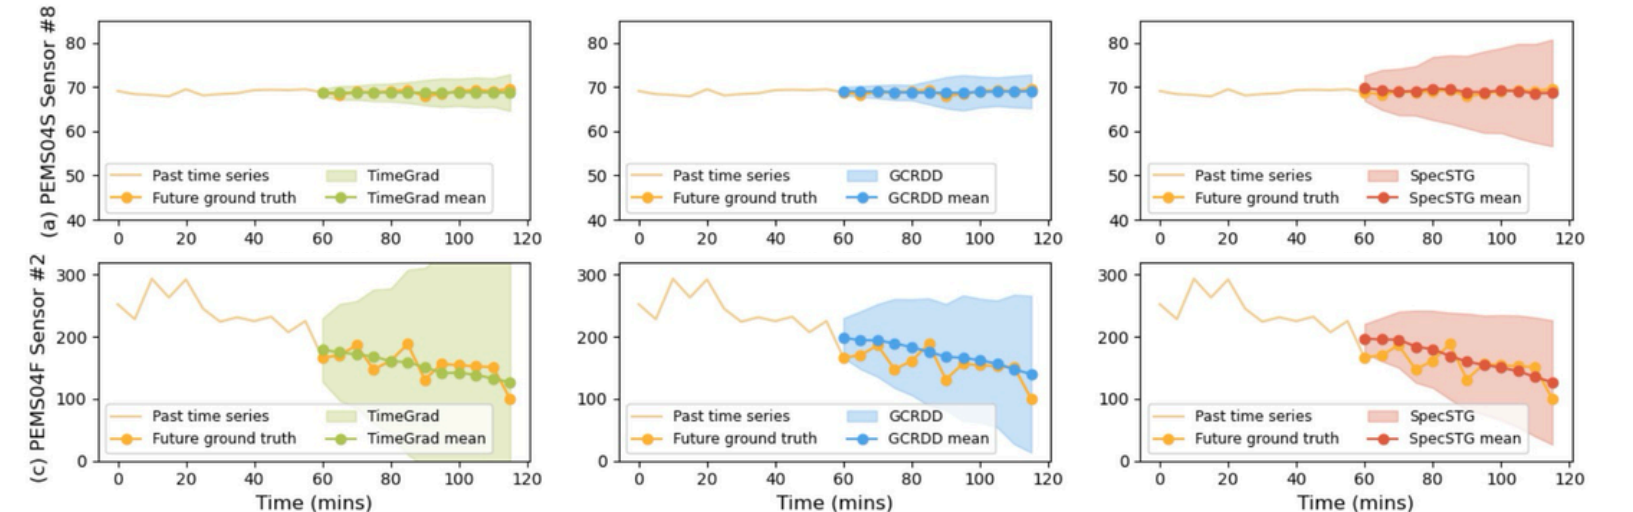 (a) PEMS04S Sensor #8
80
70
60
50
40
Past time series
TimeGrad
Future ground truth
TimeGrad mean
0 20 40 60 80 100 120
80
70
60
50
40
Past time series
GCRDD
Future ground truth
GCRDD mean
0 20 40 60 80 100 120
80
70
60
50
40
Past time series
SpecSTG
Future ground truth
SpecSTG mean
0 20 40 60 80 100 120
(c) PEMS04F Sensor #2
300
200
100
0
Past time series
TimeGrad
Future ground truth
TimeGrad mean
0 20 40 60 80 100 120
Time (mins)
300
200
100
0
Past time series
GCRDD
Future ground truth
GCRDD mean
0 20 40 60 80 100 120
Time (mins)
300
200
100
0
Past time series
SpecSTG
Future ground truth
SpecSTG mean
0 20 40 60 80 100 120
Time (mins)